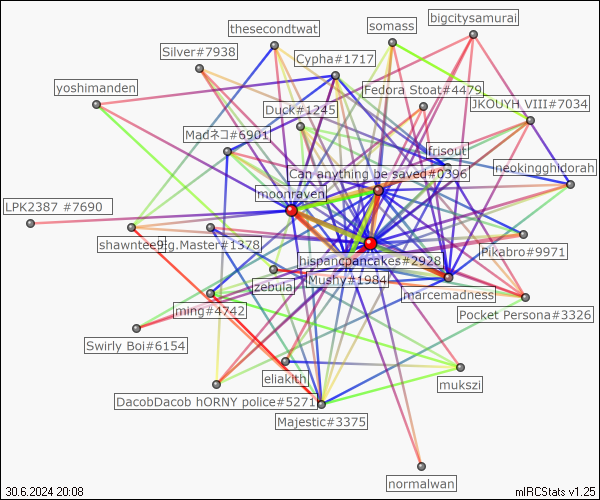 bigcitysamurai
thesecondtwat
somass
Silver#7938
Cypha#1717
yoshimanden
Fedora Stoat#4479
Duck#1245
JKOUYH VIII#7034
Madネコ#6901
frisout
Can anything be saved#0396
neokingghidorah
moonraven
LPK2387 #7690
shawntee9
ig.Master#1378
Pikabro#9971
hispancpancakes#2928
zebula
Mushy#1984
marcemadness
ming#4742
Pocket Persona#3326
Swirly Boi#6154
eliakith
mukszi
DacobDacob hORNY police#5271
Majestic#3375
normalwan
30.6.2024 20:08
mIRCStats v1.25